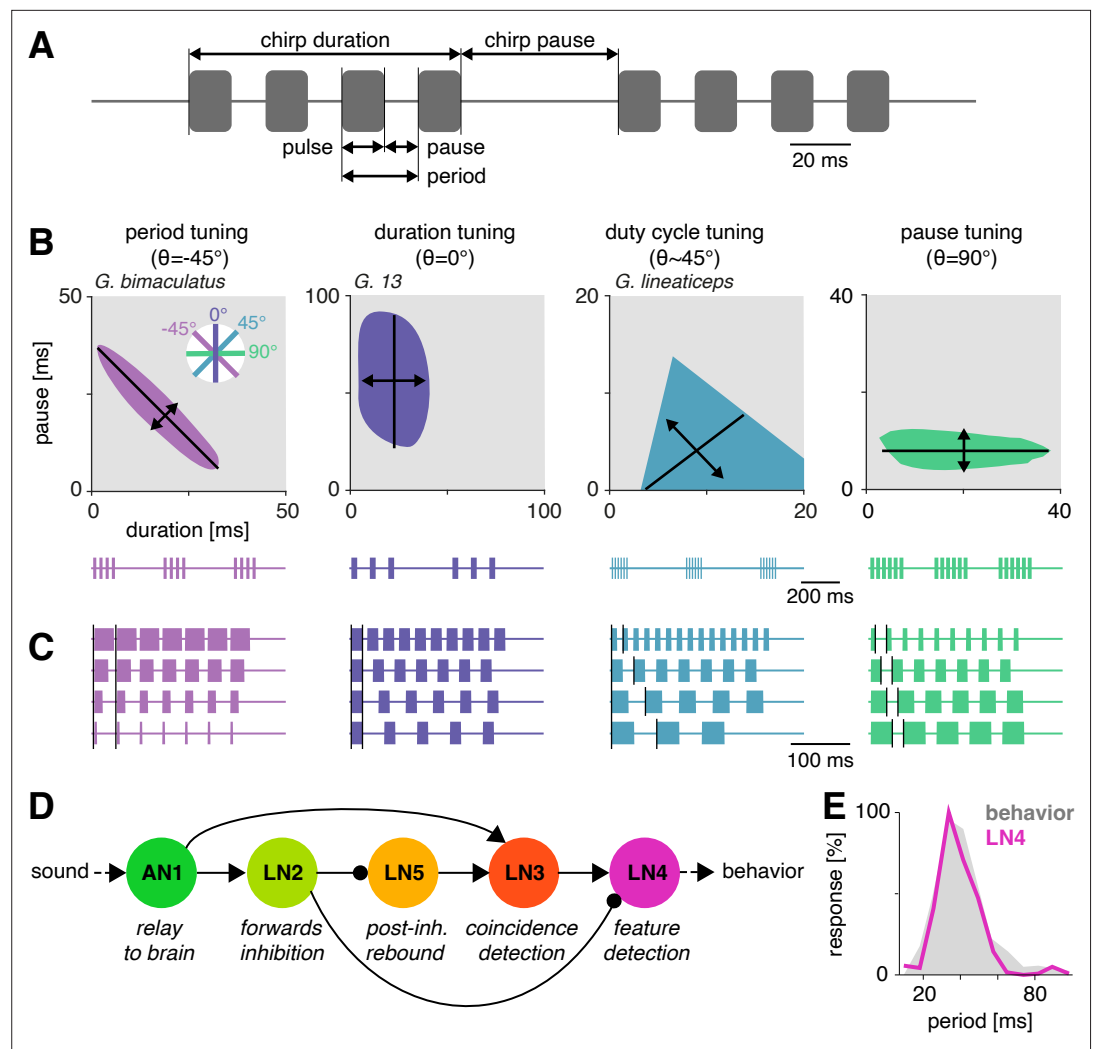 A
chirp duration
chirp pause
pulse
pause
period
20 ms
B
period tuning
(θ=-45°)
G. bimaculatus
duration tuning
(θ=0°)
G. 13
duty cycle tuning
(θ~45°)
G. lineaticeps
pause tuning
(θ=90°)
50
-45°
0°
45°
90°
pause [ms]
0
0
50
duration [ms]
100
0
0
100
20
0
0
20
40
0
0
40
200 ms
C
100 ms
D
sound
AN1
LN2
LN5
LN3
LN4
behavior
relay
to brain
forwards
inhibition
post-inh.
rebound
coincidence
detection
feature
detection
E
100
behavior
LN4
response [%]
0
20
80
period [ms]